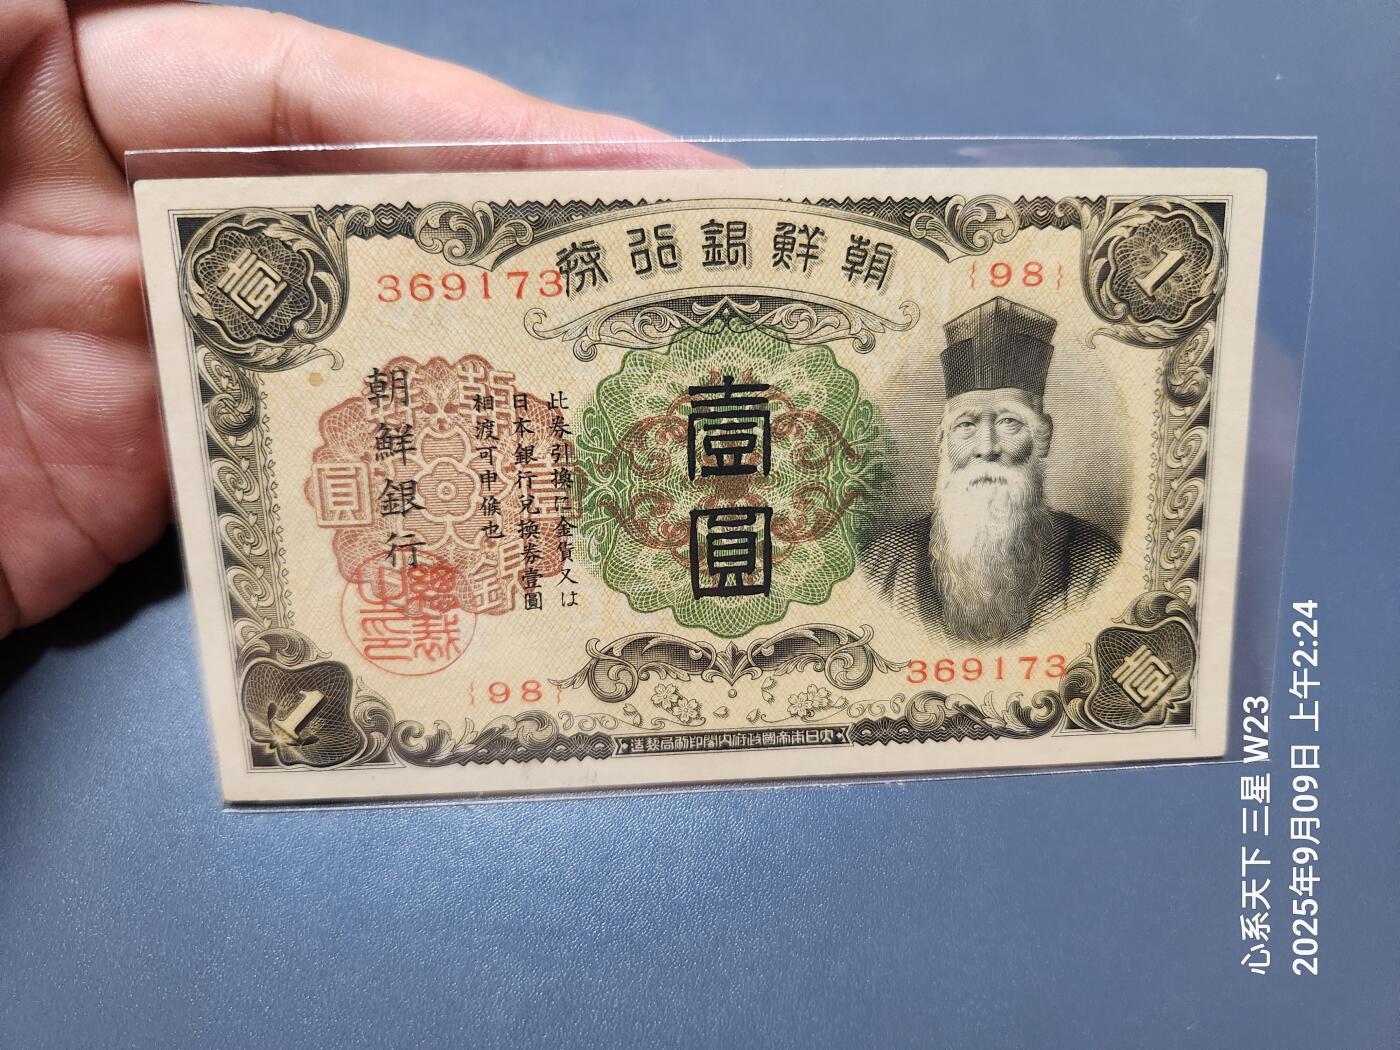 朝鮮銀行券
369173
{98}
壹
1
壹圓
此券引換に金貨又は
日本銀行兌換券壹圓
相渡可申候也
朝鮮銀行
圓
{98}
369173
1
壹
大日本帝國政府内閣印刷局製造
心系天下 三星 W23
2025年9月09日 上午2:24